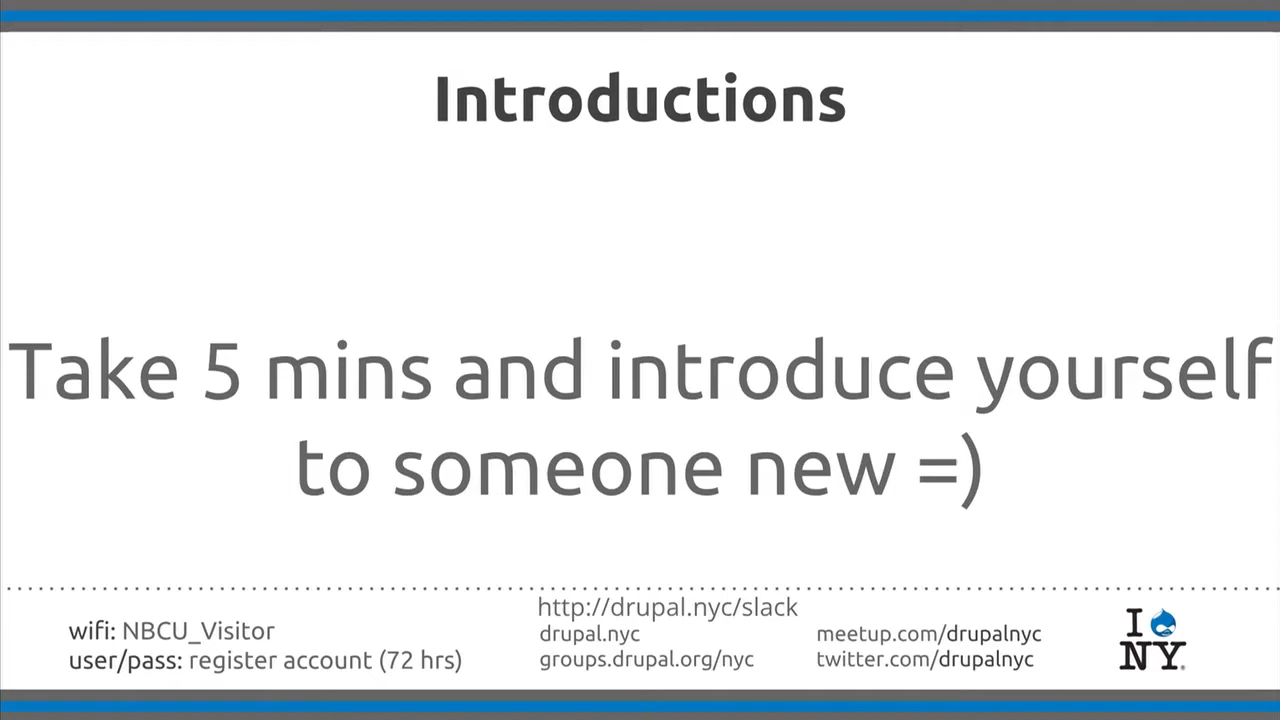 Introductions
Take 5 mins and introduce yourself
to someone new =)
http://drupal.nyc/slack
wifi: NBCU_Visitor
user/pass: register account (72 hrs)
drupal.nyc
groups.drupal.org/nyc
meetup.com/drupalnyc
twitter.com/drupalnyc
I
NY